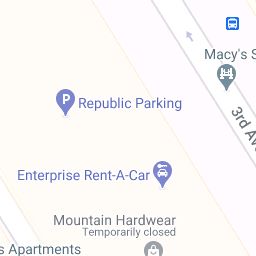 Macy's S
3rd Av
P Republic Parking
Enterprise Rent-A-Car
Mountain Hardwear
Temporarily closed
s Apartments